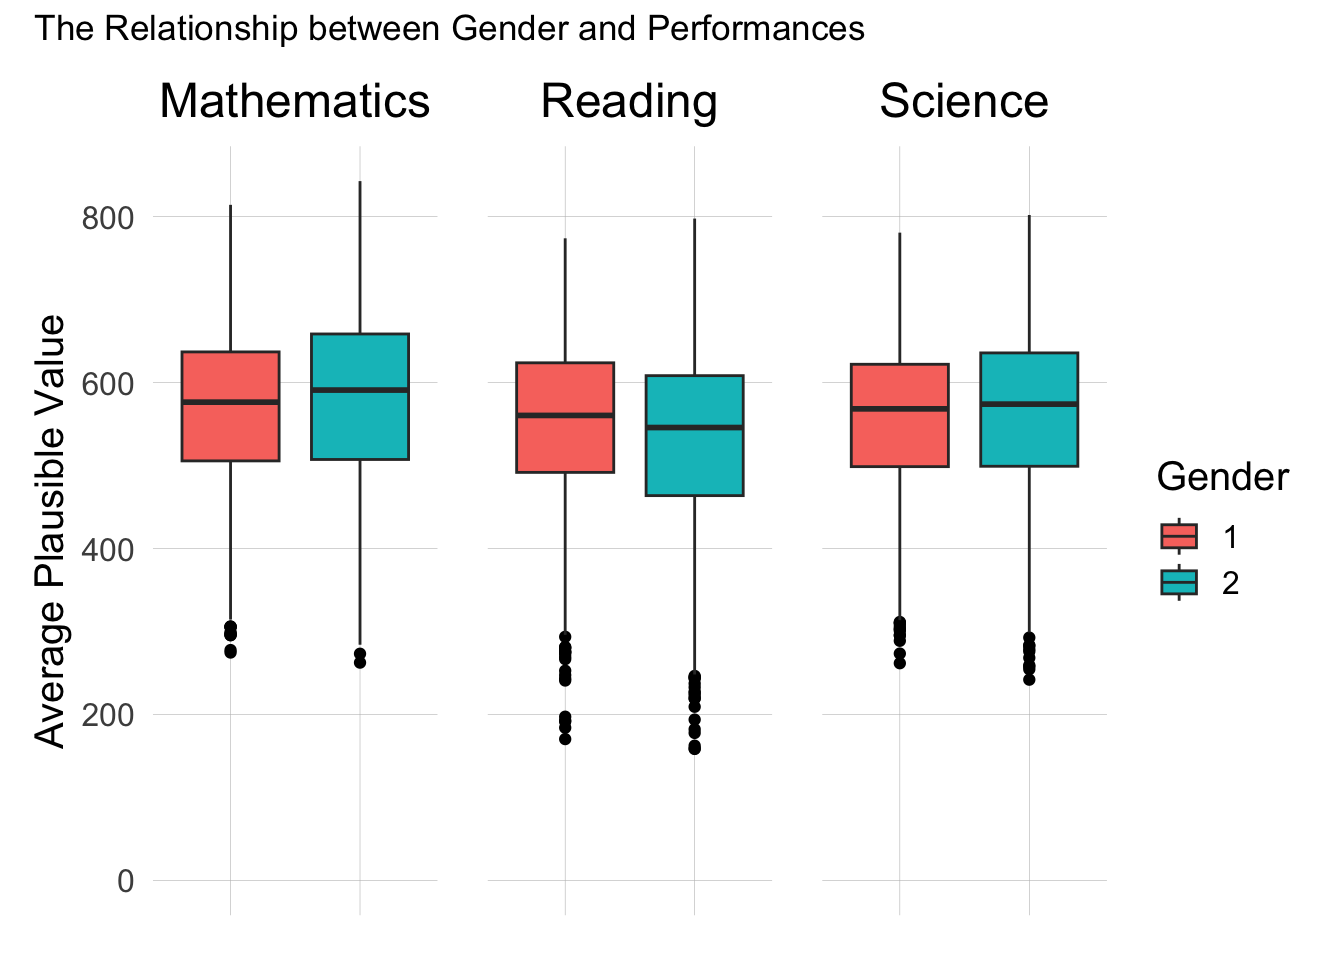 The Relationship between Gender and Performances
Mathematics
Reading
Science
Average Plausible Value
800
600
400
200
0
Gender
1
2